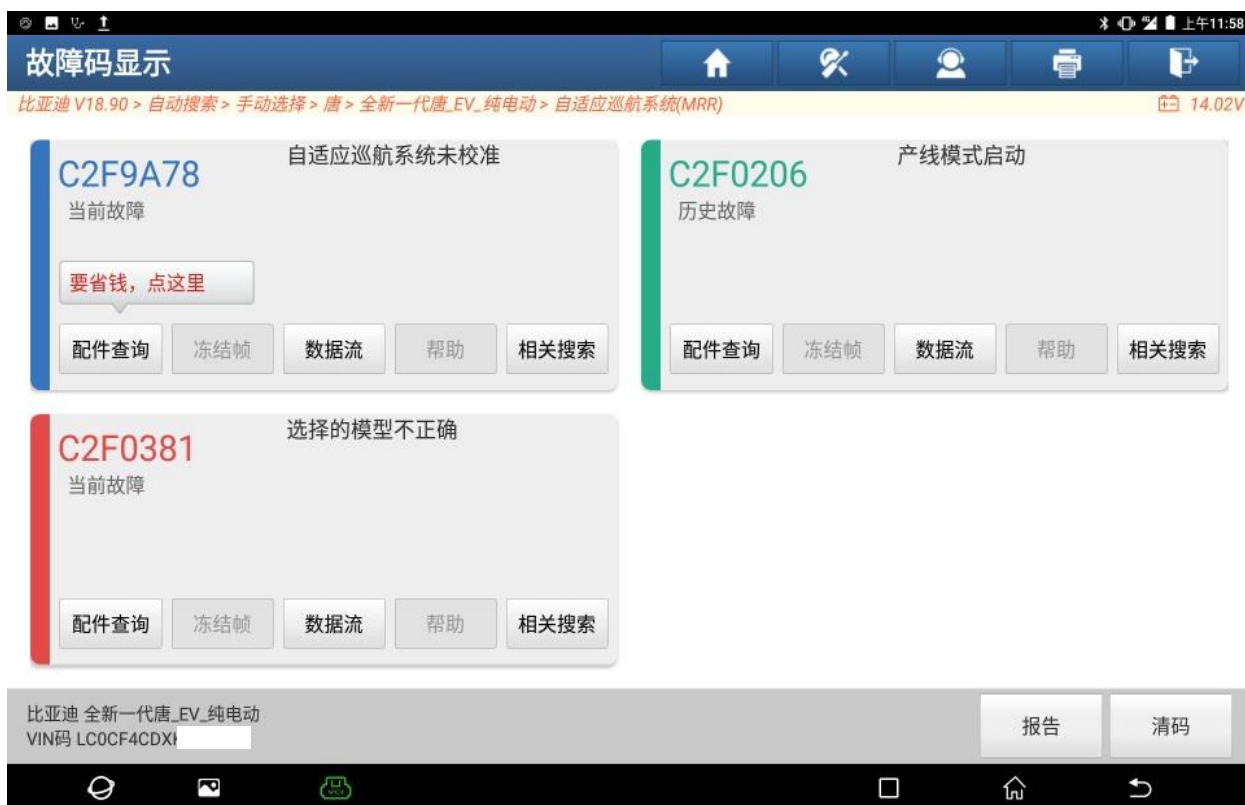 上午11:58
故障码显示
比亚迪 V18.90 > 自动搜索 > 手动选择 > 唐 > 全新一代唐_EV_纯电动 > 自适应巡航系统(MRR)
14.02V
C2F9A78
自适应巡航系统未校准
当前故障
要省钱，点这里
配件查询 冻结帧 数据流 帮助 相关搜索
C2F0206
产线模式启动
历史故障
配件查询 冻结帧 数据流 帮助 相关搜索
C2F0381
选择的模型不正确
当前故障
配件查询 冻结帧 数据流 帮助 相关搜索
比亚迪 全新一代唐_EV_纯电动
VIN码 LC0CF4CDX
报告
清码
VCI